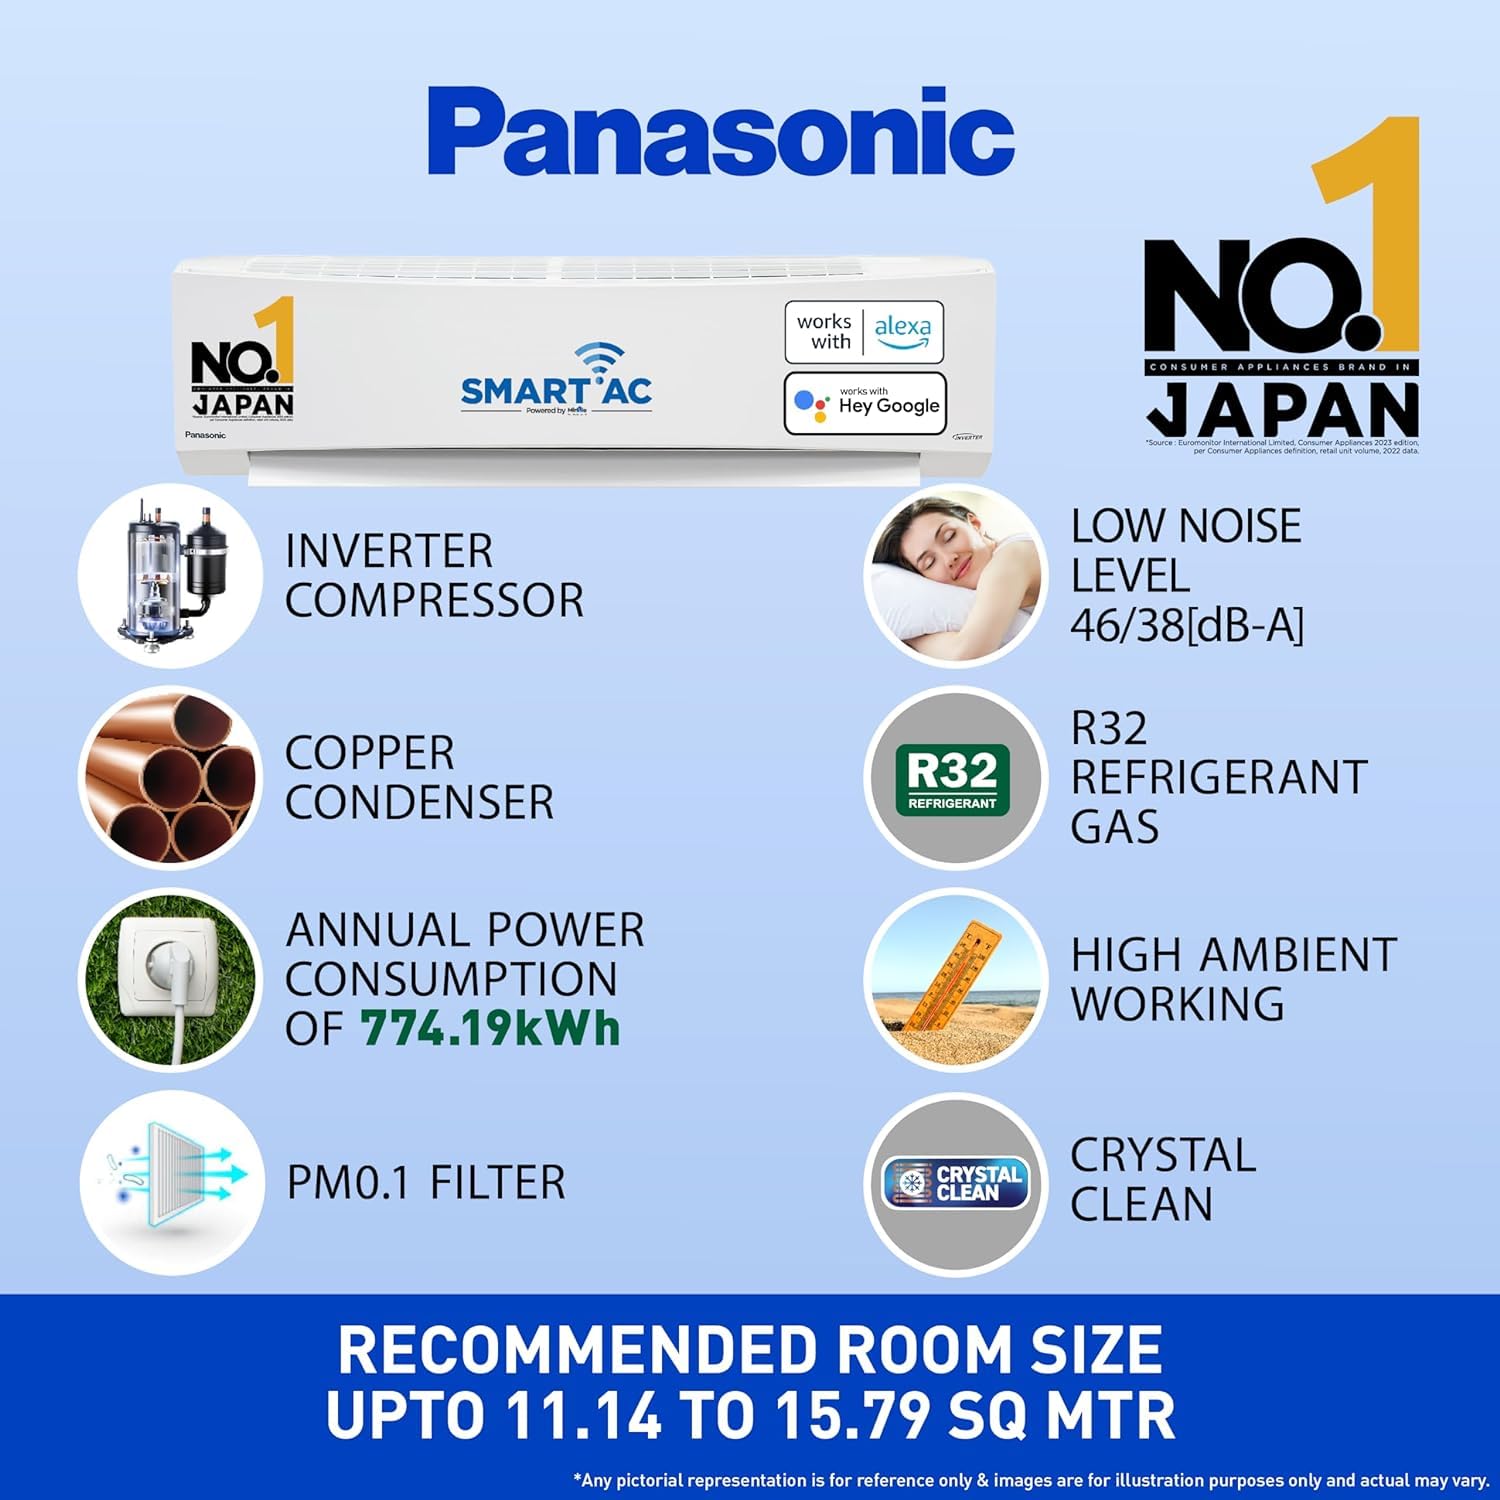 Panasonic
NO.1
CONSUMER APPLIANCES BRAND IN
JAPAN
*Source : Euromonitor International Limited, Consumer Appliances 2023 edition,
per Consumer Appliances definition, retail unit volume, 2022 data.
NO.1
JAPAN
Panasonic
SMART AC
Powered by
works
with
alexa
works with
Hey Google
INVERTER
INVERTER
COMPRESSOR
LOW NOISE
LEVEL
46/38[dB-A]
COPPER
CONDENSER
R32
REFRIGERANT
R32
REFRIGERANT
GAS
ANNUAL POWER
CONSUMPTION
OF 774.19kWh
HIGH AMBIENT
WORKING
PM0.1 FILTER
CRYSTAL
CLEAN
CRYSTAL
CLEAN
RECOMMENDED ROOM SIZE
UPTO 11.14 TO 15.79 SQ MTR
*Any pictorial representation is for reference only & images are for illustration purposes only and actual may vary.